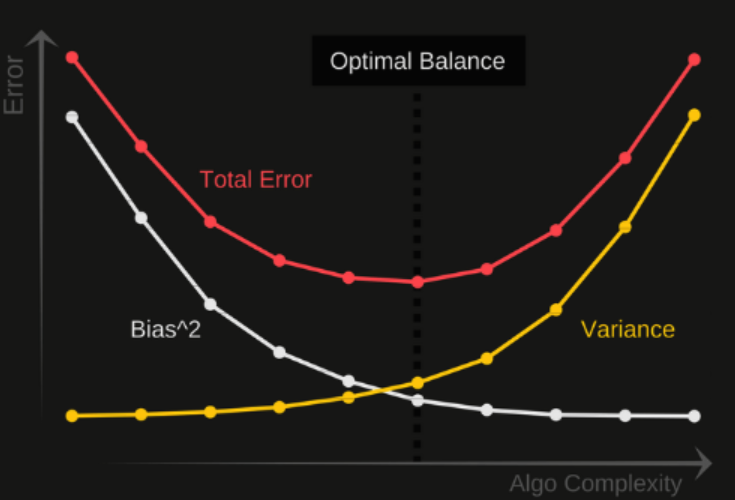 Error
Optimal Balance
Total Error
Bias^2
Variance
Algo Complexity